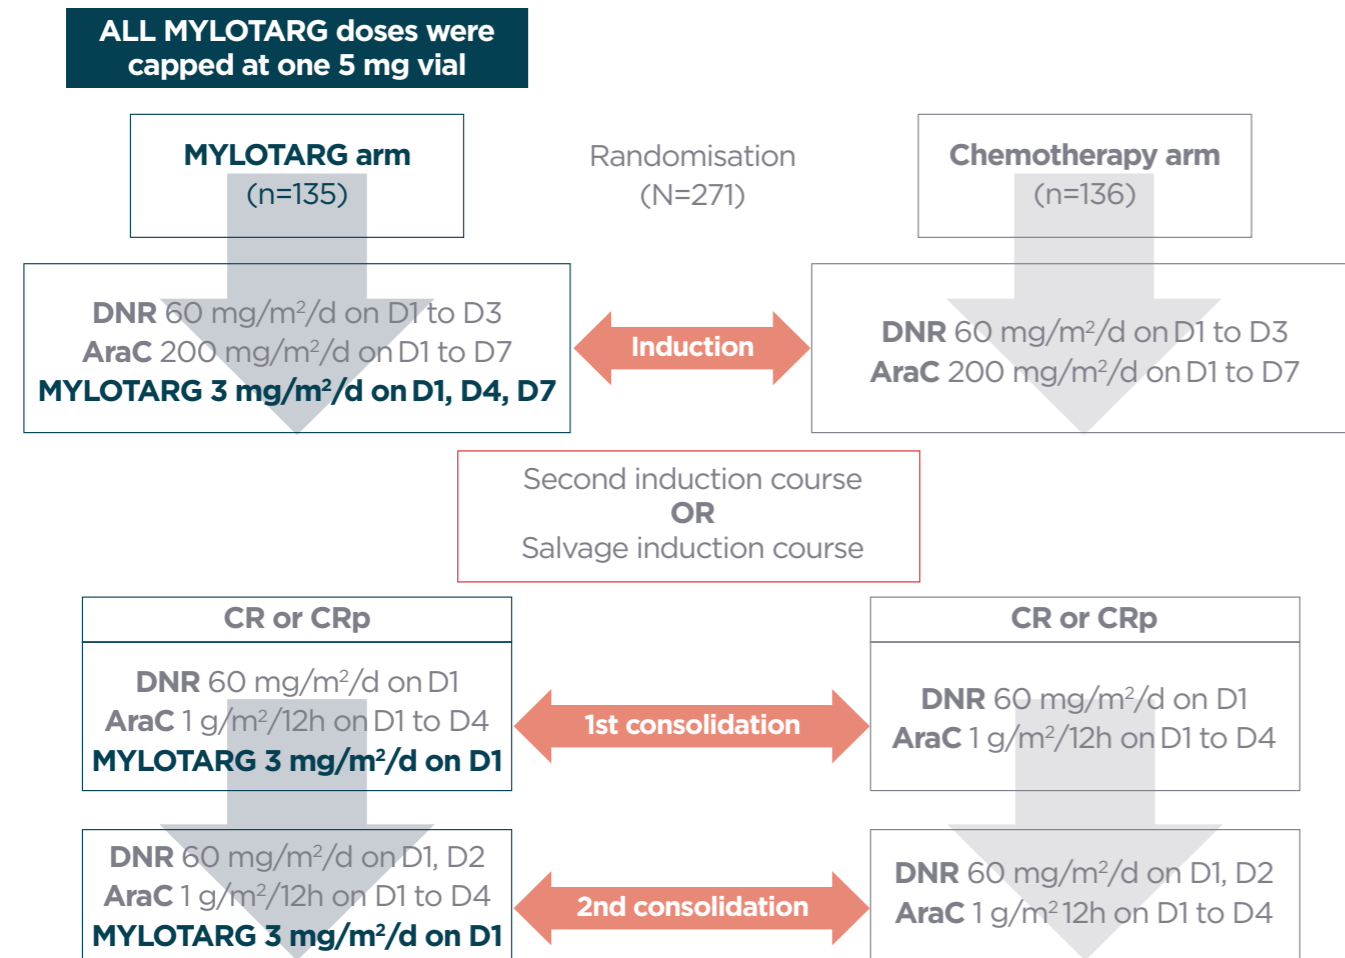 ALL MYLOTARG doses were
capped at one 5 mg vial
MYLOTARG arm
(n=135)
Randomisation
(N=271)
Chemotherapy arm
(n=136)
DNR 60 mg/m²/d on D1 to D3
AraC 200 mg/m²/d on D1 to D7
MYLOTARG 3 mg/m²/d on D1, D4, D7
Induction
DNR 60 mg/m²/d on D1 to D3
AraC 200 mg/m²/d on D1 to D7
Second induction course
OR
Salvage induction course
CR or CRp
DNR 60 mg/m²/d on D1
AraC 1 g/m²/12h on D1 to D4
MYLOTARG 3 mg/m²/d on D1
1st consolidation
CR or CRp
DNR 60 mg/m²/d on D1
AraC 1 g/m²/12h on D1 to D4
DNR 60 mg/m²/d on D1, D2
AraC 1 g/m²/12h on D1 to D4
MYLOTARG 3 mg/m²/d on D1
2nd consolidation
DNR 60 mg/m²/d on D1, D2
AraC 1 g/m² 12h on D1 to D4